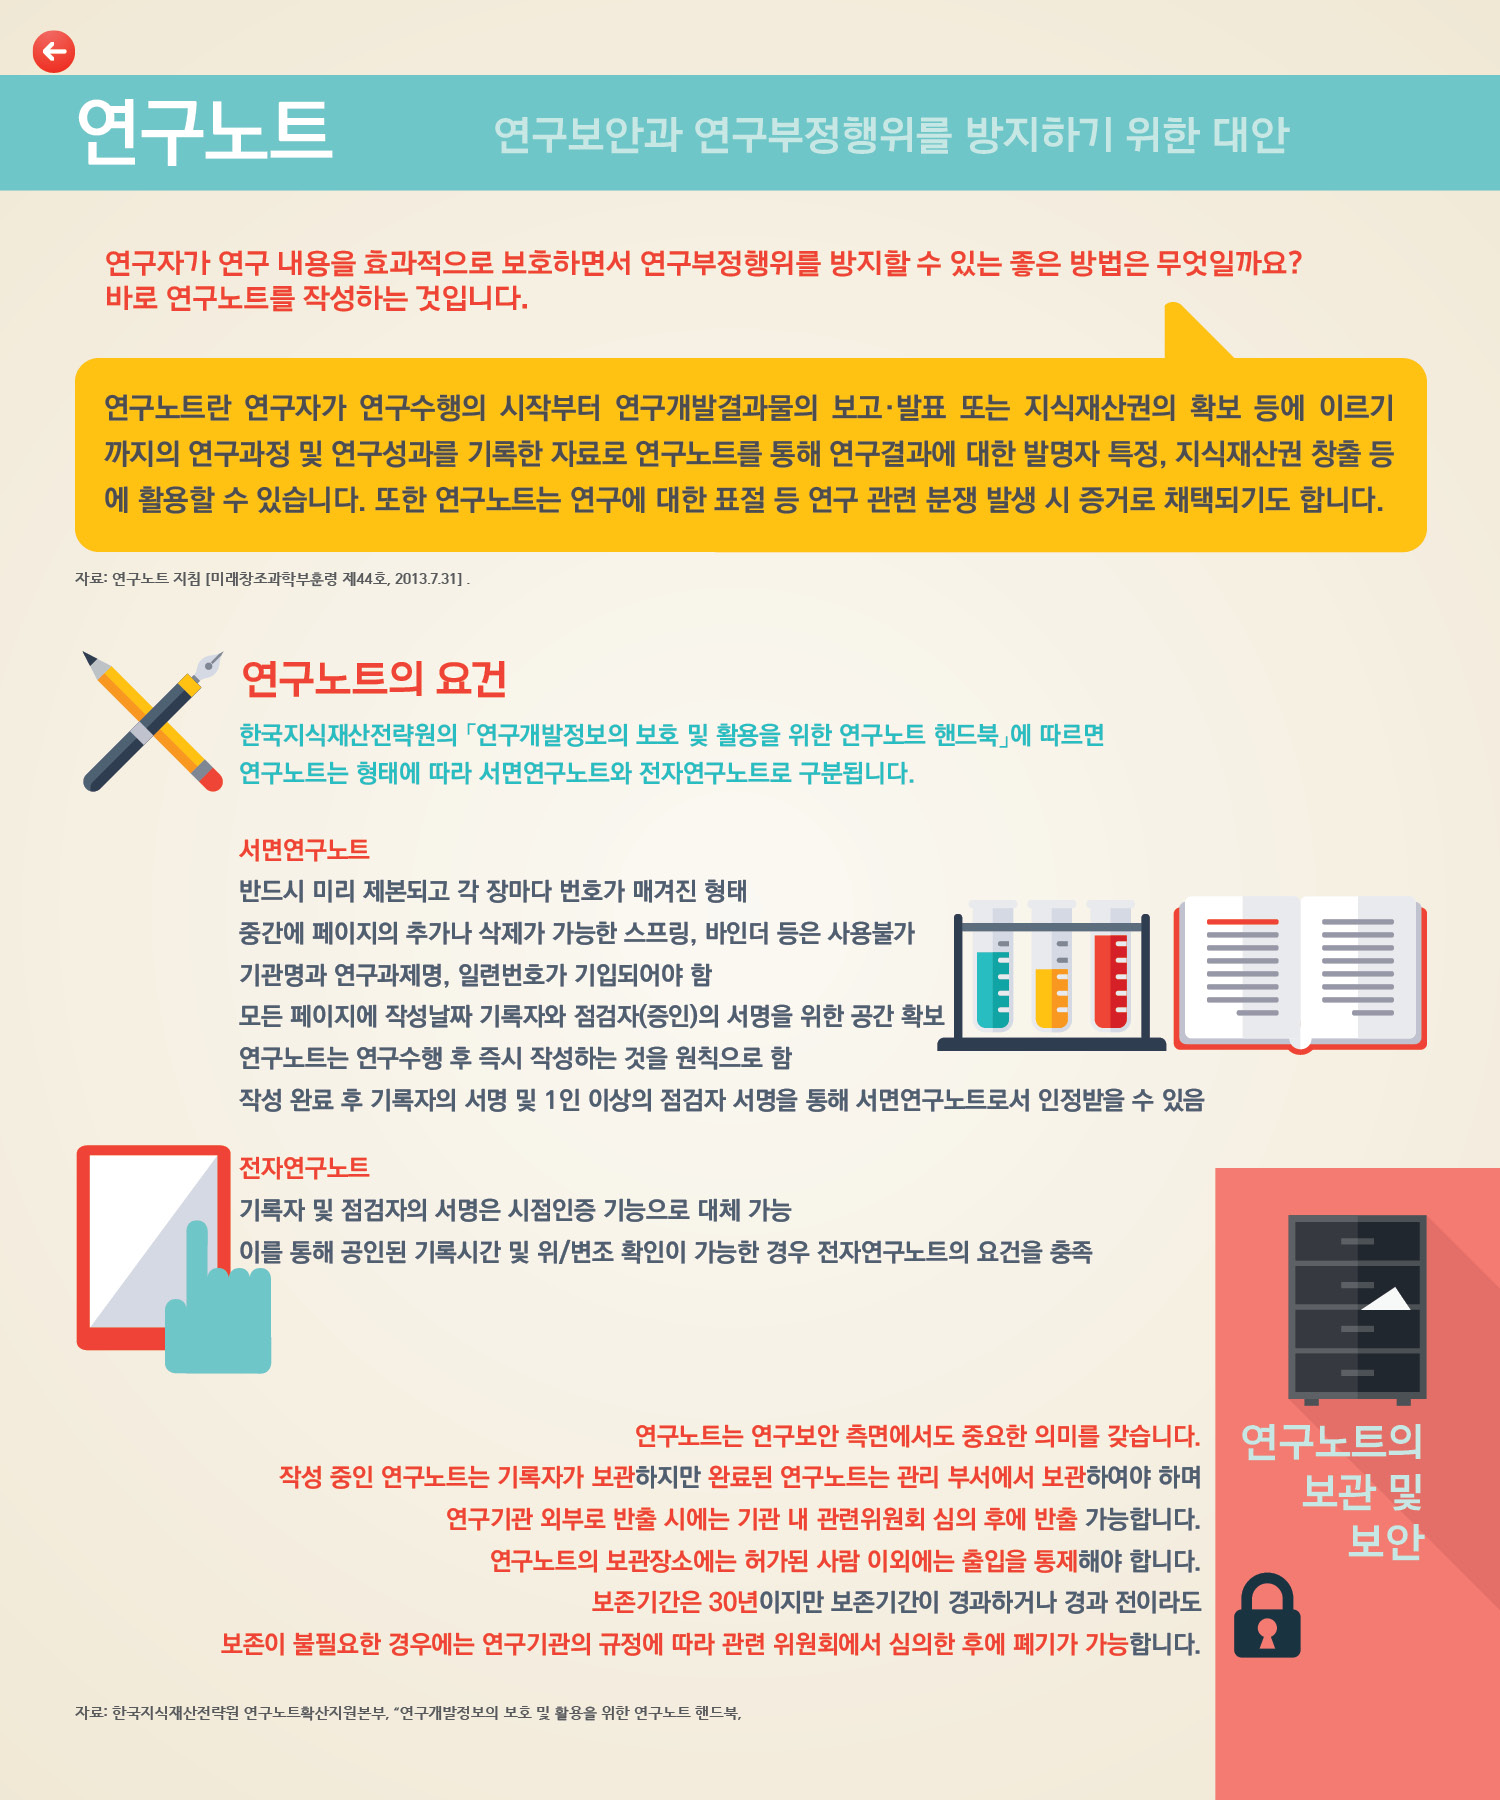 연구노트
연구보안과 연구부정행위를 방지하기 위한 대안
연구자가 연구 내용을 효과적으로 보호하면서 연구부정행위를 방지할 수 있는 좋은 방법은 무엇일까요?
바로 연구노트를 작성하는 것입니다.
연구노트란 연구자가 연구수행의 시작부터 연구개발결과물의 보고·발표 또는 지식재산권의 확보 등에 이르기
까지의 연구과정 및 연구성과를 기록한 자료로 연구노트를 통해 연구결과에 대한 발명자 특정, 지식재산권 창출 등
에 활용할 수 있습니다. 또한 연구노트는 연구에 대한 표절 등 연구 관련 분쟁 발생 시 증거로 채택되기도 합니다.
자료: 연구노트 지침 [미래창조과학부훈령 제44호, 2013.7.31] .
연구노트의 요건
한국지식재산전략원의 「연구개발정보의 보호 및 활용을 위한 연구노트 핸드북」에 따르면
연구노트는 형태에 따라 서면연구노트와 전자연구노트로 구분됩니다.
서면연구노트
반드시 미리 제본되고 각 장마다 번호가 매겨진 형태
중간에 페이지의 추가나 삭제가 가능한 스프링, 바인더 등은 사용불가
기관명과 연구과제명, 일련번호가 기입되어야 함
모든 페이지에 작성날짜 기록자와 점검자(증인)의 서명을 위한 공간 확보
연구노트는 연구수행 후 즉시 작성하는 것을 원칙으로 함
작성 완료 후 기록자의 서명 및 1인 이상의 점검자 서명을 통해 서면연구노트로서 인정받을 수 있음
전자연구노트
기록자 및 점검자의 서명은 시점인증 기능으로 대체 가능
이를 통해 공인된 기록시간 및 위/변조 확인이 가능한 경우 전자연구노트의 요건을 충족
연구노트의
보관 및
보안
연구노트는 연구보안 측면에서도 중요한 의미를 갖습니다.
작성 중인 연구노트는 기록자가 보관하지만 완료된 연구노트는 관리 부서에서 보관하여야 하며
연구기관 외부로 반출 시에는 기관 내 관련위원회 심의 후에 반출 가능합니다.
연구노트의 보관장소에는 허가된 사람 이외에는 출입을 통제해야 합니다.
보존기간은 30년이지만 보존기간이 경과하거나 경과 전이라도
보존이 불필요한 경우에는 연구기관의 규정에 따라 관련 위원회에서 심의한 후에 폐기가 가능합니다.
자료: 한국지식재산전략원 연구노트확산지원본부, “연구개발정보의 보호 및 활용을 위한 연구노트 핸드북,